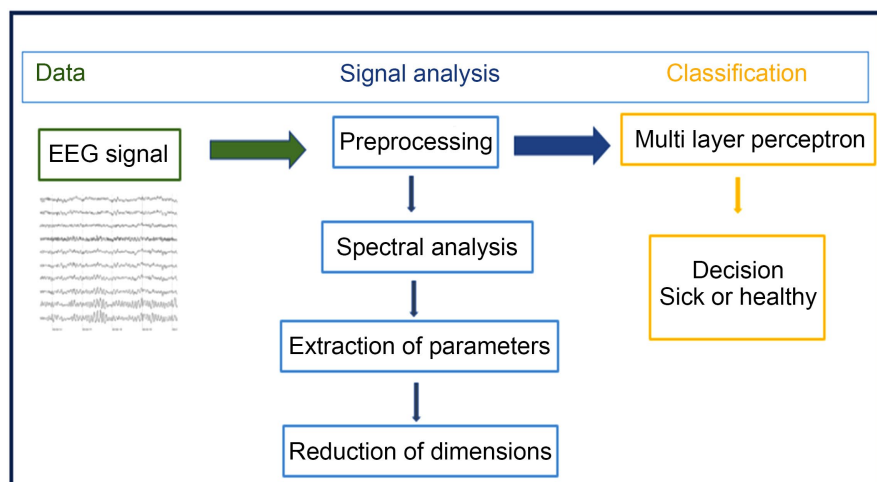 Data
Signal analysis
Classification
EEG signal
Preprocessing
Multi layer perceptron
Spectral analysis
Decision
Sick or healthy
Extraction of parameters
Reduction of dimensions